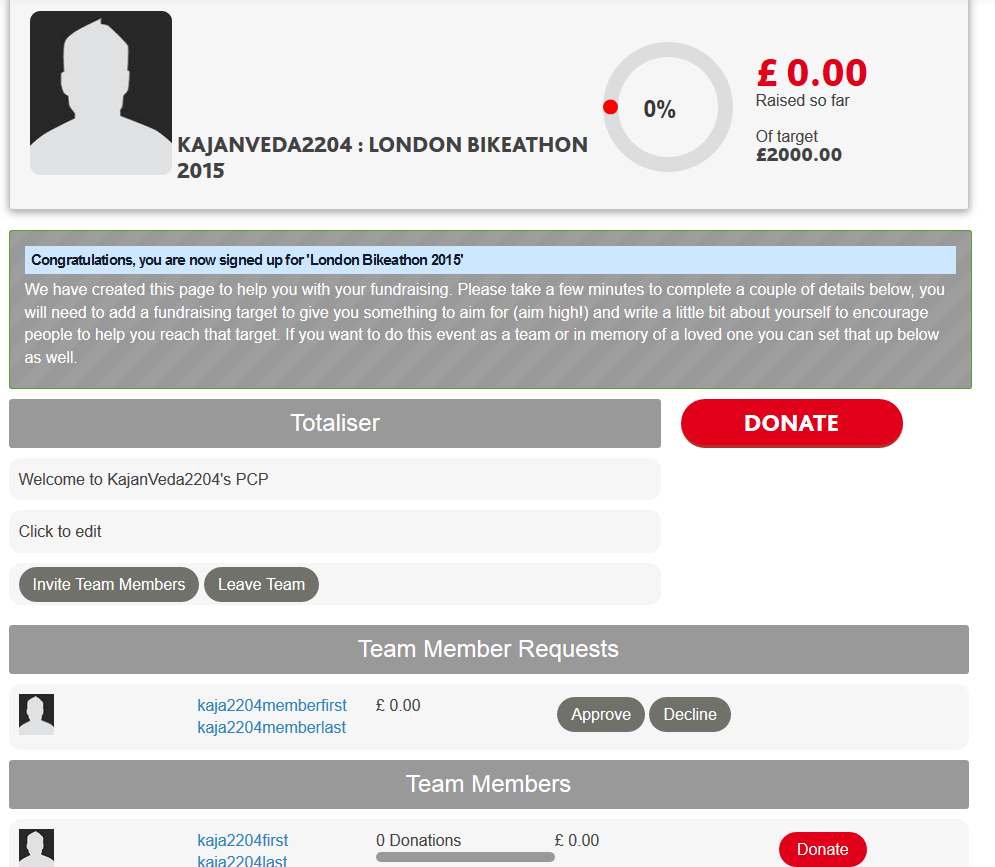 KAJANVEDA2204 : LONDON BIKEATHON
2015
0%
£ 0.00
Raised so far
Of target
£2000.00
Congratulations, you are now signed up for 'London Bikeathon 2015'
We have created this page to help you with your fundraising. Please take a few minutes to complete a couple of details below, you
will need to add a fundraising target to give you something to aim for (aim high!) and write a little bit about yourself to encourage
people to help you reach that target. If you want to do this event as a team or in memory of a loved one you can set that up below
as well.
Totaliser
DONATE
Welcome to KajanVeda2204's PCP
Click to edit
Invite Team Members Leave Team
Team Member Requests
kaja2204memberfirst £ 0.00
kaja2204memberlast
Approve Decline
Team Members
kaja2204first 0 Donations £ 0.00
kaja2204last
Donate